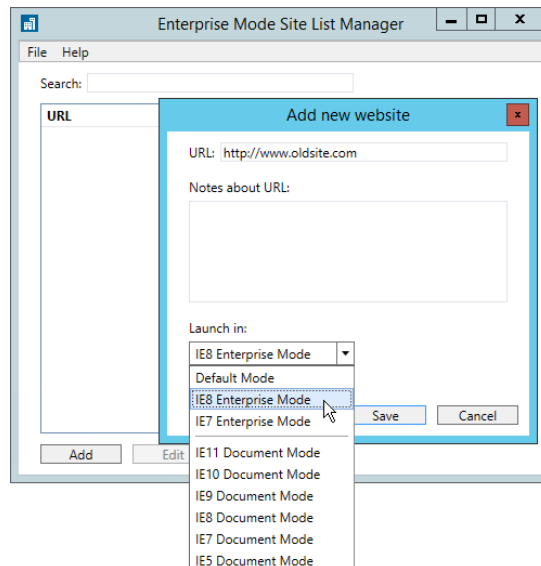 Enterprise Mode Site List Manager
File Help
Search:
URL
Add new website
x
URL: http://www.oldsite.com
Notes about URL:
Launch in:
IE8 Enterprise Mode
Default Mode
IE8 Enterprise Mode
IE7 Enterprise Mode
Save Cancel
Add Edit
IE11 Document Mode
IE10 Document Mode
IE9 Document Mode
IE8 Document Mode
IE7 Document Mode
IE5 Document Mode